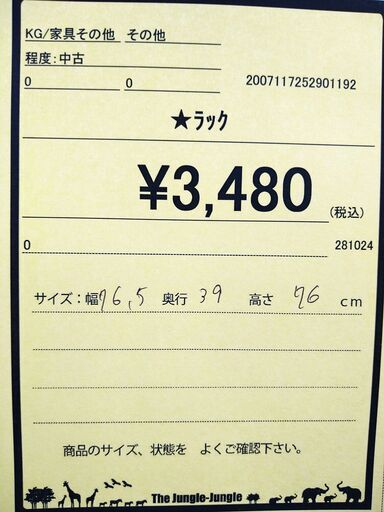 KG/家具その他 その他
程度:中古
0 0 2007117252901192
★ラック
¥3,480 (税込)
0 281024
サイズ:幅76.5 奥行39 高さ76 cm
商品のサイズ、状態を よくご確認下さい。
The Jungle-Jungle